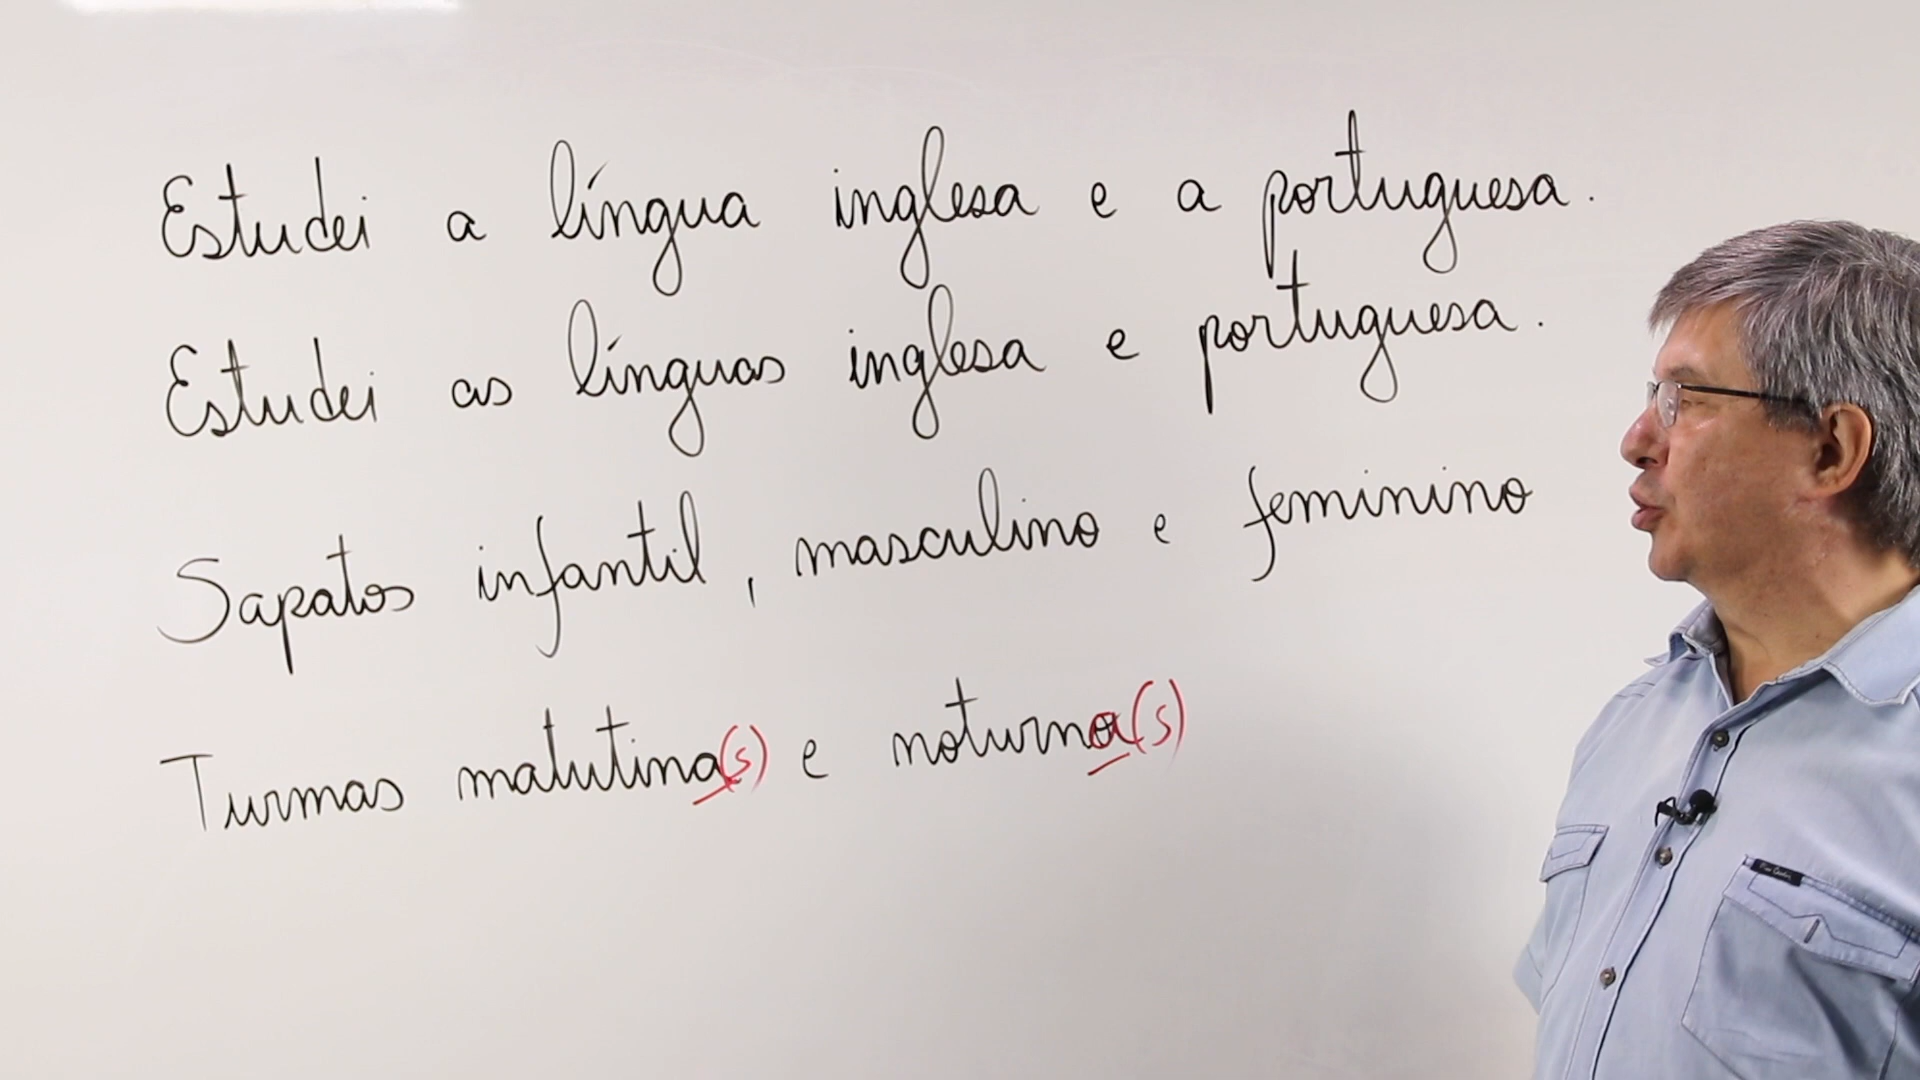 Estudei a língua inglesa e a portuguesa.
Estudei as línguas inglesa e portuguesa.
Sapatos infantil, masculino e feminino
Turmas matutina(s) e noturna(s)